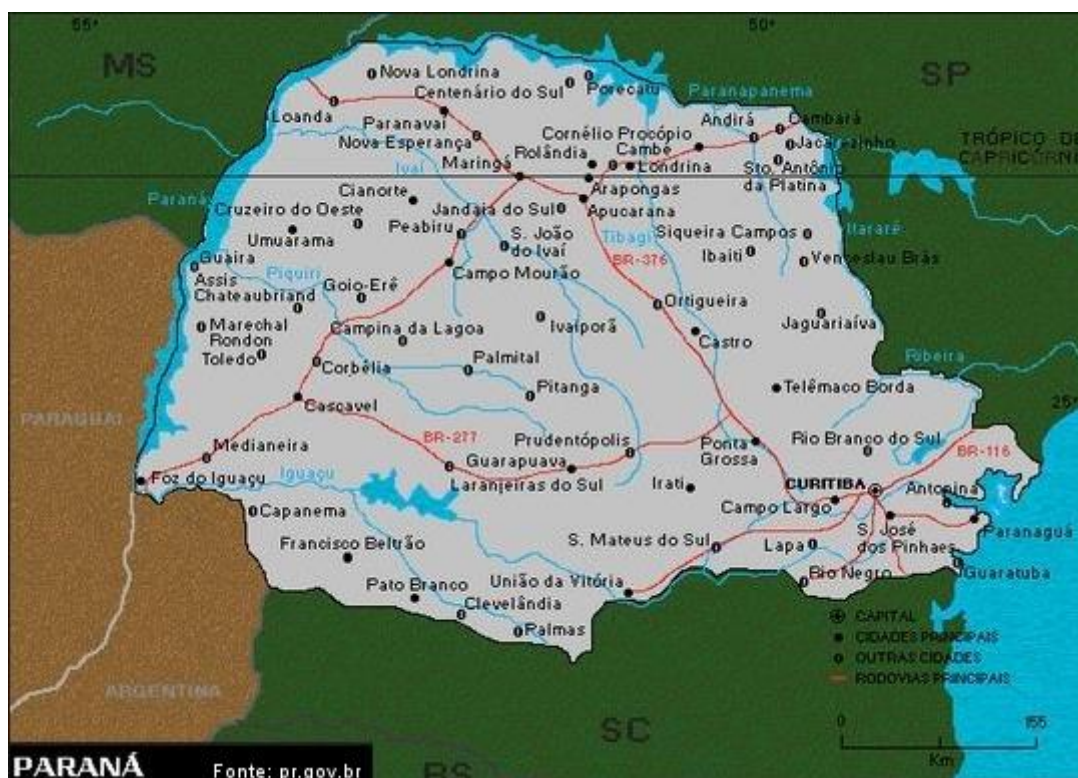 55°
50°
MS
SP
Nova Londrina
Centenário do Sul
Porecatu
Paranapanema
Loanda
Paranavaí
Andirá
Cambará
Nova Esperança
Cornélio Procópio
Jacarezinho
TRÓPICO DE
CAPRICÓRNI
Maringá
Rolândia
Cambé
Londrina
Ivaí
Sto. Antônio
da Platina
Cianorte
Arapongas
Paraná
Cruzeiro do Oeste
Jandaia do Sul
Apucarana
Umuarama
Peabiru
S. João
do Ivaí
Tibagi
Siqueira Campos
Itararé
Guaíra
Piquiri
Campo Mourão
BR-376
Ibaiti
Venceslau Brás
Assis
Chateaubriand
Goio-Erê
Ortigueira
Marechal
Rondon
Campina da Lagoa
Ivaiporã
Castro
Jaguariaíva
Toledo
Corbélia
Palmital
Ribeira
Pitanga
Telêmaco Borda
25°
PARAGUAI
Cascavel
Medianeira
BR-277
Prudentópolis
Ponta
Grossa
Rio Branco do Sul
BR-116
Foz do Iguaçu
Iguaçu
Guarapuava
Laranjeiras do Sul
Irati
CURITIBA
Antonina
Capanema
Campo Largo
S. José
dos Pinhaes
Paranaguá
Francisco Beltrão
S. Mateus do Sul
Lapa
Guaratuba
Pato Branco
União da Vitória
Rio Negro
Clevelândia
Palmas
CAPITAL
CIDADES PRINCIPAIS
OUTRAS CIDADES
RODOVIAS PRINCIPAIS
ARGENTINA
SC
0
155
Km
PARANÁ
Fonte: pr.gov.br
RS